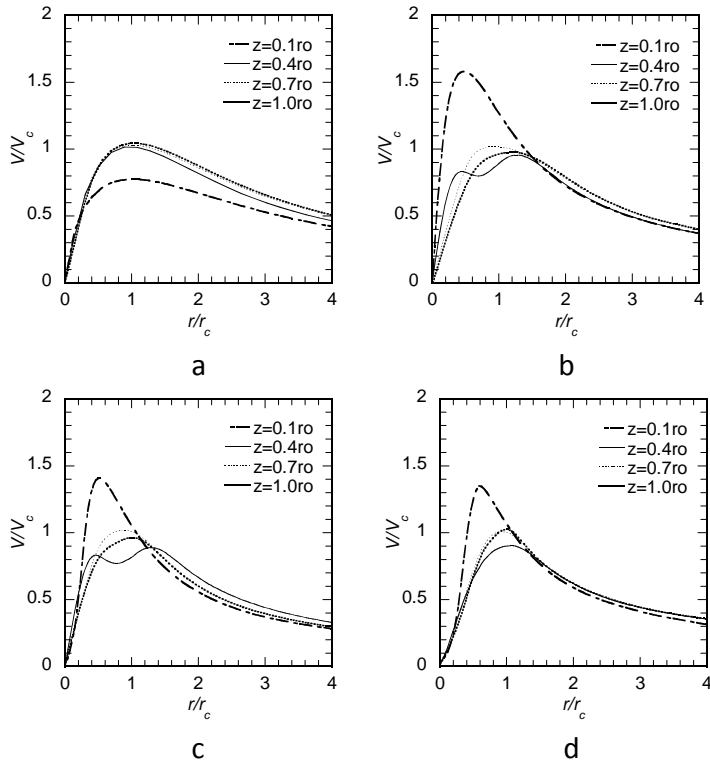 2
1.5
1
0.5
0
V/Vc
z=0.1ro
z=0.4ro
z=0.7ro
z=1.0ro
0 1 2 3 4
r/rc
a
2
1.5
1
0.5
0
V/Vc
z=0.1ro
z=0.4ro
z=0.7ro
z=1.0ro
0 1 2 3 4
r/rc
b
2
1.5
1
0.5
0
V/Vc
z=0.1ro
z=0.4ro
z=0.7ro
z=1.0ro
0 1 2 3 4
r/rc
c
2
1.5
1
0.5
0
V/Vc
z=0.1ro
z=0.4ro
z=0.7ro
z=1.0ro
0 1 2 3 4
r/rc
d